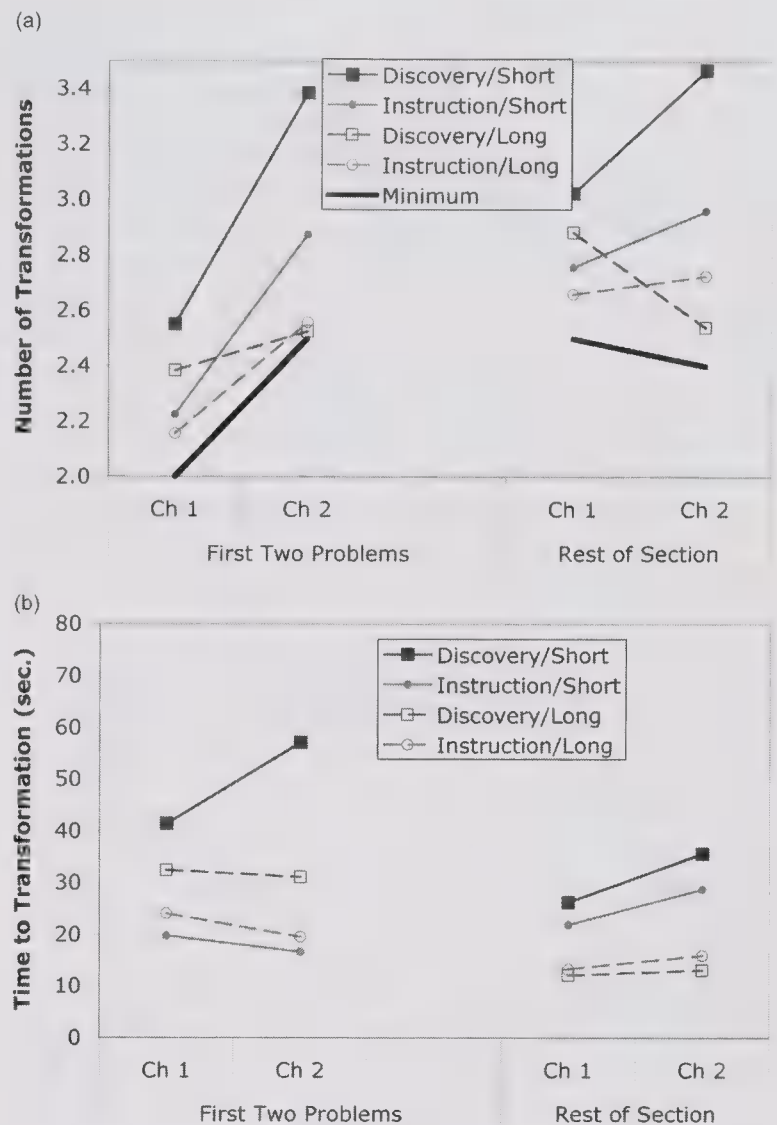 (a)
Number of Transformations
3.4
3.2
3.0
2.8
2.6
2.4
2.2
2.0
Discovery/Short
Instruction/Short
Discovery/Long
Instruction/Long
Minimum
Ch 1 Ch 2 Ch 1 Ch 2
First Two Problems Rest of Section
(b)
Time to Transformation (sec.)
80
70
60
50
40
30
20
10
0
Discovery/Short
Instruction/Short
Discovery/Long
Instruction/Long
Ch 1 Ch 2 Ch 1 Ch 2
First Two Problems Rest of Section